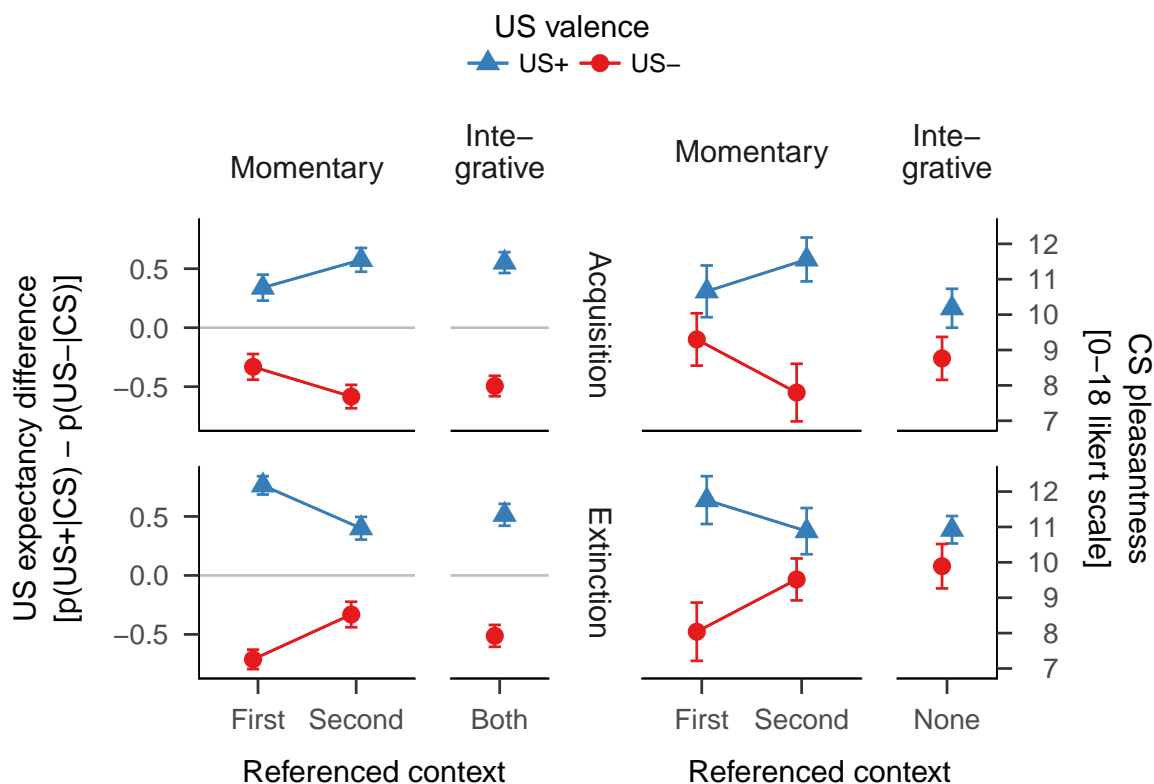 US valence
US+ US−
Momentary
Inte−
grative
Momentary
Inte−
grative
US expectancy difference
[p(US+|CS) − p(US−|CS)]
0.5
0.0
−0.5
Acquisition
12
11
10
9
8
7
0.5
0.0
−0.5
Extinction
12
11
10
9
8
7
CS pleasantness
[0−18 likert scale]
First Second Both First Second None
Referenced context Referenced context